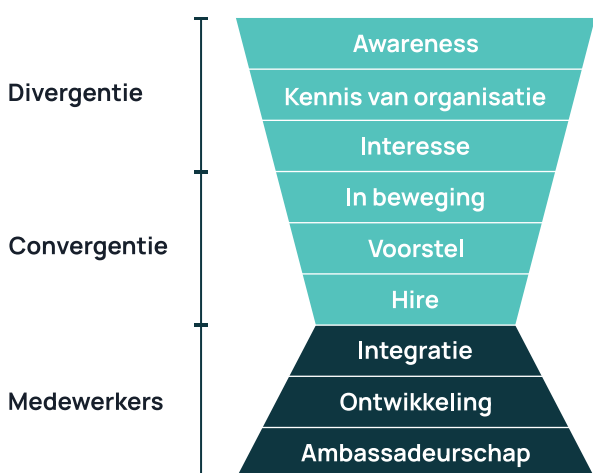 Awareness
Divergentie
Kennis van organisatie
Interesse
In beweging
Convergentie
Voorstel
Hire
Integratie
Medewerkers
Ontwikkeling
Ambassadeurschap